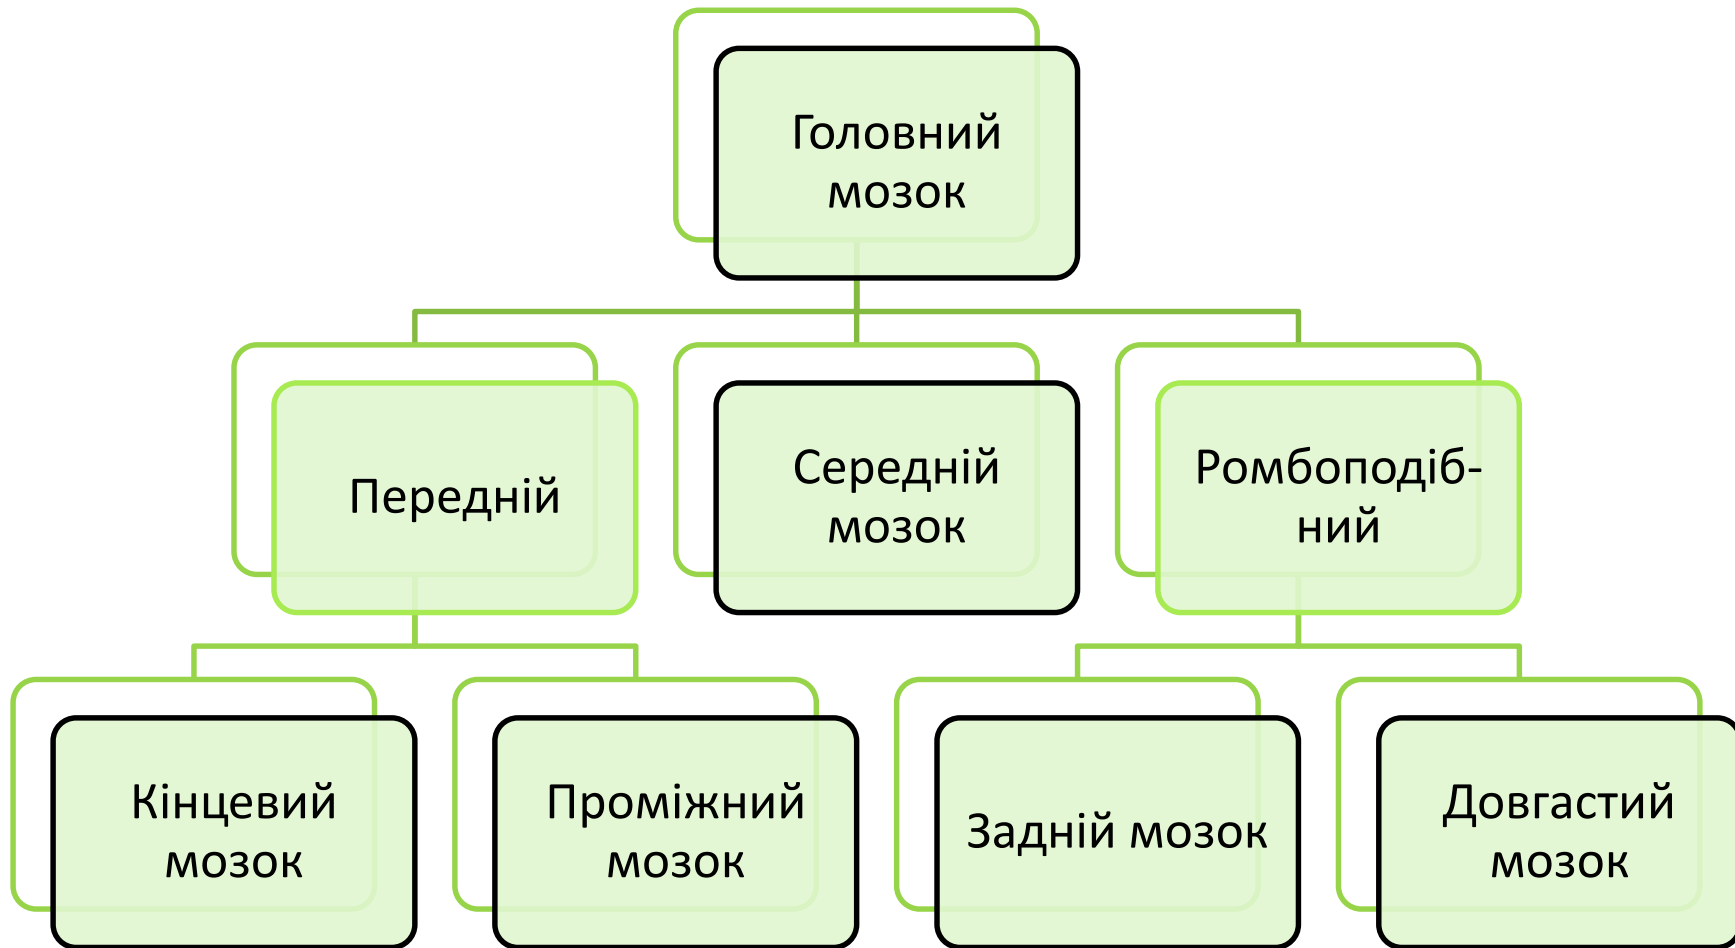 Головний
мозок
Передній
Середній
мозок
Ромбоподіб-
ний
Кінцевий
мозок
Проміжний
мозок
Задній мозок
Довгастий
мозок